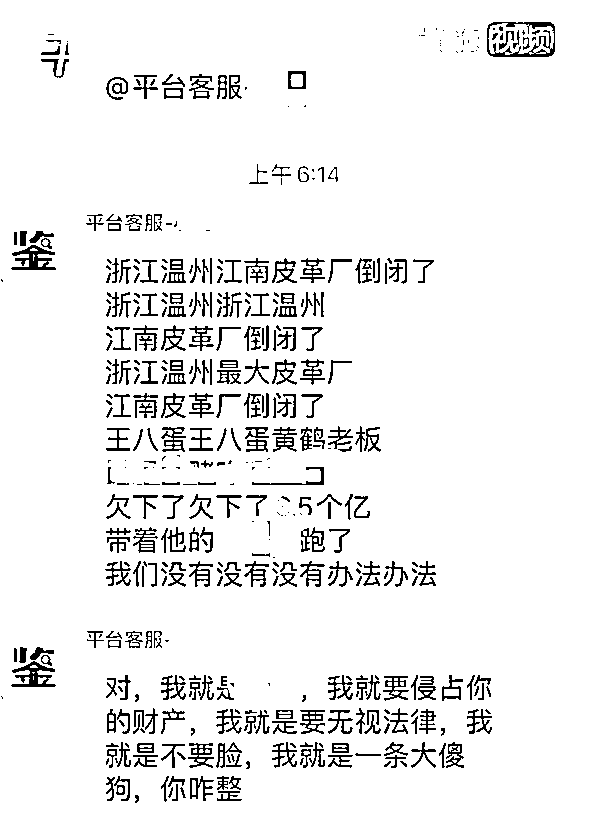 视频
@平台客服
上午 6:14
平台客服
鉴
浙江温州江南皮革厂倒闭了
浙江温州浙江温州
江南皮革厂倒闭了
浙江温州最大皮革厂
江南皮革厂倒闭了
王八蛋王八蛋黄鹤老板
欠下了欠下了3.5个亿
带着他的 跑了
我们没有没有没有办法办法
平台客服
鉴
对，我就是 ，我就要侵占你
的财产，我就是要无视法律，我
就是不要脸，我就是一条大傻
狗，你咋整